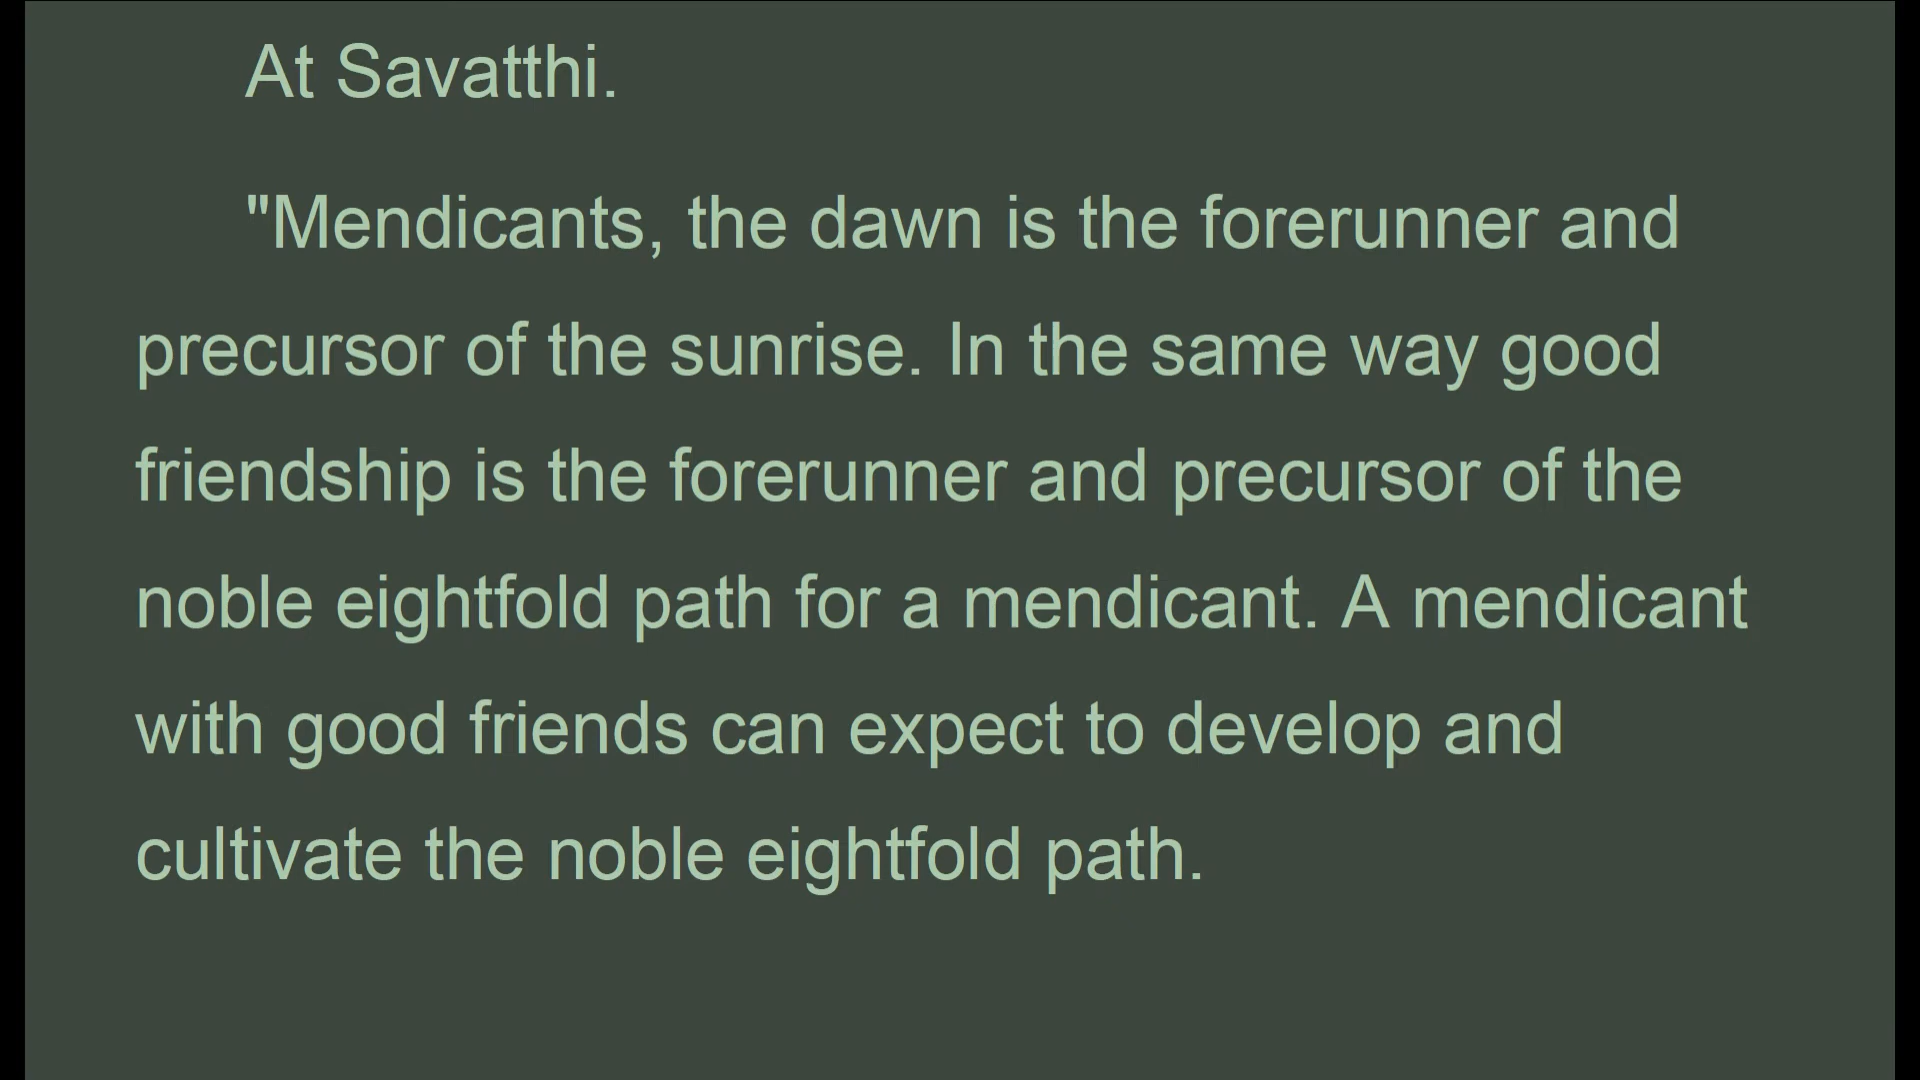 At Savatthi.
"Mendicants, the dawn is the forerunner and
precursor of the sunrise. In the same way good
friendship is the forerunner and precursor of the
noble eightfold path for a mendicant. A mendicant
with good friends can expect to develop and
cultivate the noble eightfold path.